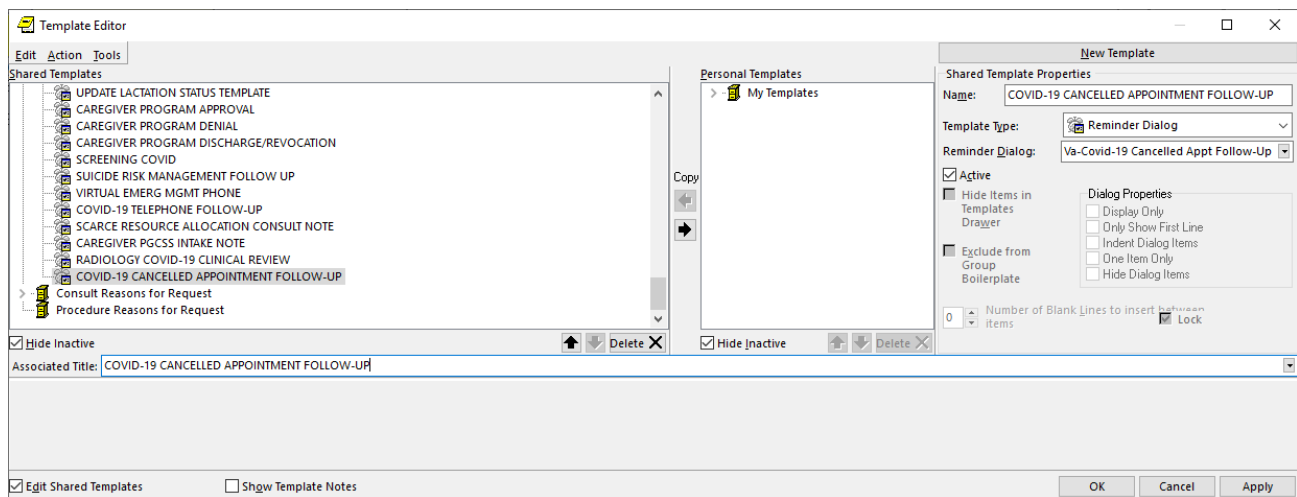 Template Editor
Edit Action Tools
New Template
Shared Templates
UPDATE LACTATION STATUS TEMPLATE
CAREGIVER PROGRAM APPROVAL
CAREGIVER PROGRAM DENIAL
CAREGIVER PROGRAM DISCHARGE/REVOCATION
SCREENING COVID
SUICIDE RISK MANAGEMENT FOLLOW UP
VIRTUAL EMERG MGMT PHONE
COVID-19 TELEPHONE FOLLOW-UP
SCARCE RESOURCE ALLOCATION CONSULT NOTE
CAREGIVER PGCSS INTAKE NOTE
RADIOLOGY COVID-19 CLINICAL REVIEW
COVID-19 CANCELLED APPOINTMENT FOLLOW-UP
Consult Reasons for Request
Procedure Reasons for Request
Hide Inactive
Delete
Copy
Personal Templates
My Templates
Hide Inactive
Delete
Shared Template Properties
Name: COVID-19 CANCELLED APPOINTMENT FOLLOW-UP
Template Type: Reminder Dialog
Reminder Dialog: Va-Covid-19 Cancelled Appt Follow-Up
Active
Hide Items in
Templates
Drawer
Exclude from
Group
Boilerplate
Dialog Properties
Display Only
Only Show First Line
Indent Dialog Items
One Item Only
Hide Dialog Items
0 Number of Blank Lines to insert between
items
Lock
Associated Title: COVID-19 CANCELLED APPOINTMENT FOLLOW-UP
Edit Shared Templates
Show Template Notes
OK Cancel Apply